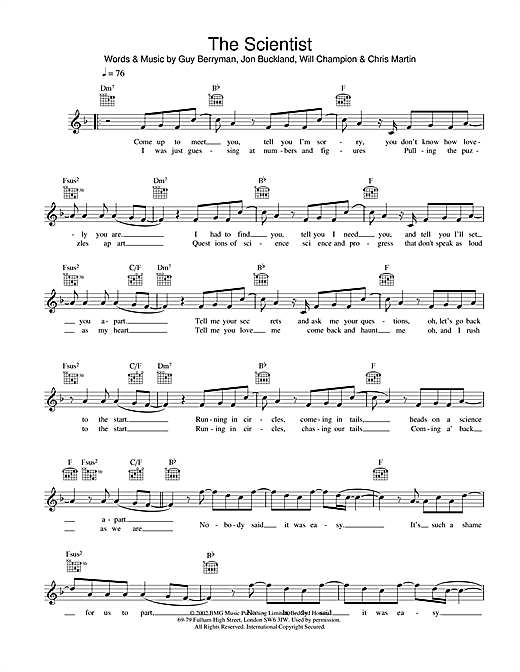 The Scientist
Words & Music by Guy Berryman, Jon Buckland, Will Champion & Chris Martin
♩ = 76
Dm7 B♭ F
Come up to meet you, tell you I'm sor- ry, you don't know how love-
I was just gues- sing at num- bers and fig- ures Pull- ing the puz-
Fsus2 Dm7 B♭ F
- ly you are. I had to find you, tell you I need you, and tell you I'll set
zles ap art Quest ions of sci- ence sci ence and pro- gress that don't speak as loud
Fsus2 C/F Dm7 B♭ F
you a-part. Tell me your sec rets and ask me your ques- tions, oh, let's go back
as my heart. Tell me you love me come back and haunt me oh, and I rush
Fsus2 C/F Dm7 B♭ F
to the start. Run-ning in cir- cles, com-ing in tails, heads on a science
to the start. Run-ing in cir- cles, chas-ing our tails. Com-ing a' back
F Fsus2 C/F B♭ F
a - part. No- bo-dy said it was ea- sy. It's such a shame
as we are.
Fsus2 B♭
for us to part. No- bo-dy said it was ea- sy.
© 2002 BMG Music Publishing Limited
69-79 Fulham High Street, London SW6 3JW. Used by permission.
All Rights Reserved. International Copyright Secured.